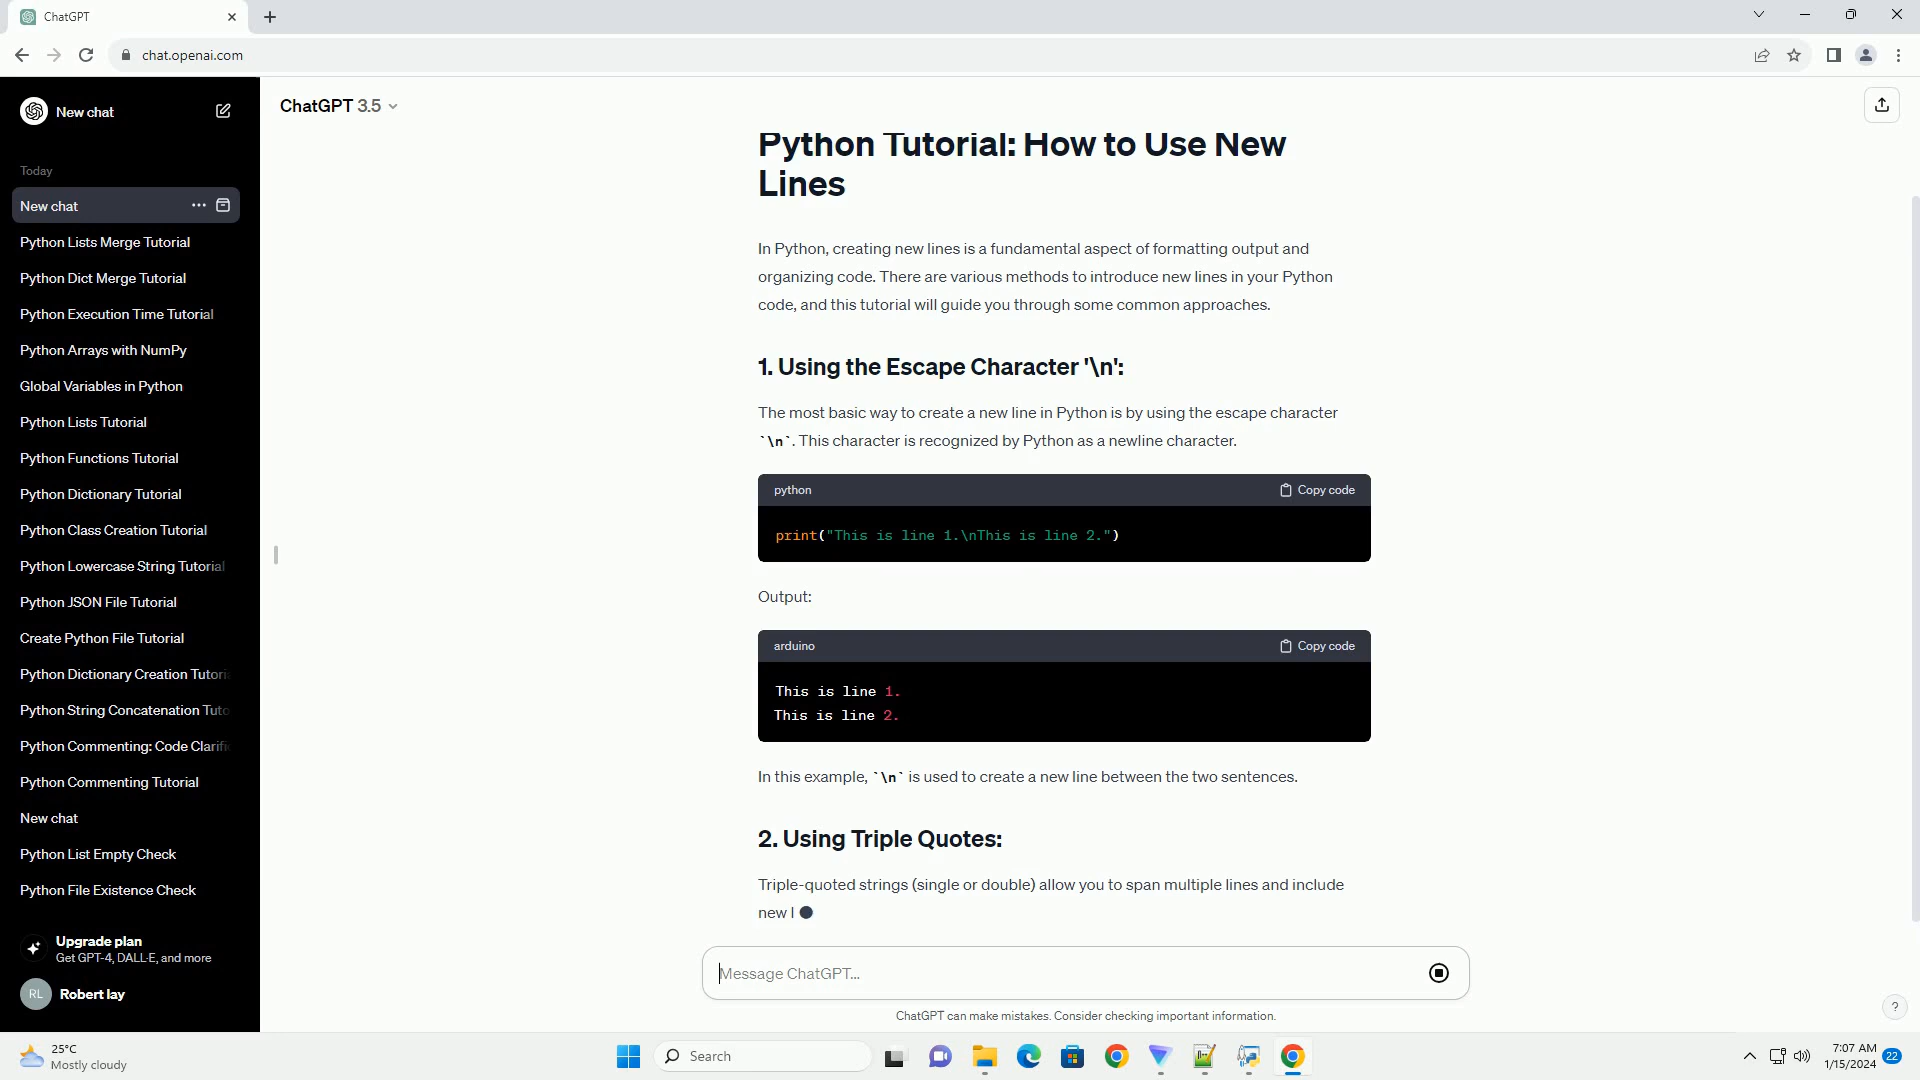 ChatGPT
chat.openai.com
New chat
Today
New chat
Python Lists Merge Tutorial
Python Dict Merge Tutorial
Python Execution Time Tutorial
Python Arrays with NumPy
Global Variables in Python
Python Lists Tutorial
Python Functions Tutorial
Python Dictionary Tutorial
Python Class Creation Tutorial
Python Lowercase String Tutorial
Python JSON File Tutorial
Create Python File Tutorial
Python Dictionary Creation Tutori
Python String Concatenation Tuto
Python Commenting: Code Clarifi
Python Commenting Tutorial
New chat
Python List Empty Check
Python File Existence Check
Upgrade plan
Get GPT-4, DALL·E, and more
RL Robert lay
ChatGPT 3.5
Python Tutorial: How to Use New
Lines
In Python, creating new lines is a fundamental aspect of formatting output and
organizing code. There are various methods to introduce new lines in your Python
code, and this tutorial will guide you through some common approaches.
1. Using the Escape Character '\n':
The most basic way to create a new line in Python is by using the escape character
`\n`. This character is recognized by Python as a newline character.
python Copy code
print("This is line 1.\nThis is line 2.")
Output:
arduino Copy code
This is line 1.
This is line 2.
In this example, `\n` is used to create a new line between the two sentences.
2. Using Triple Quotes:
Triple-quoted strings (single or double) allow you to span multiple lines and include
new l
Message ChatGPT...
ChatGPT can make mistakes. Consider checking important information.
?
25°C
Mostly cloudy
Search
7:07 AM
1/15/2024
22